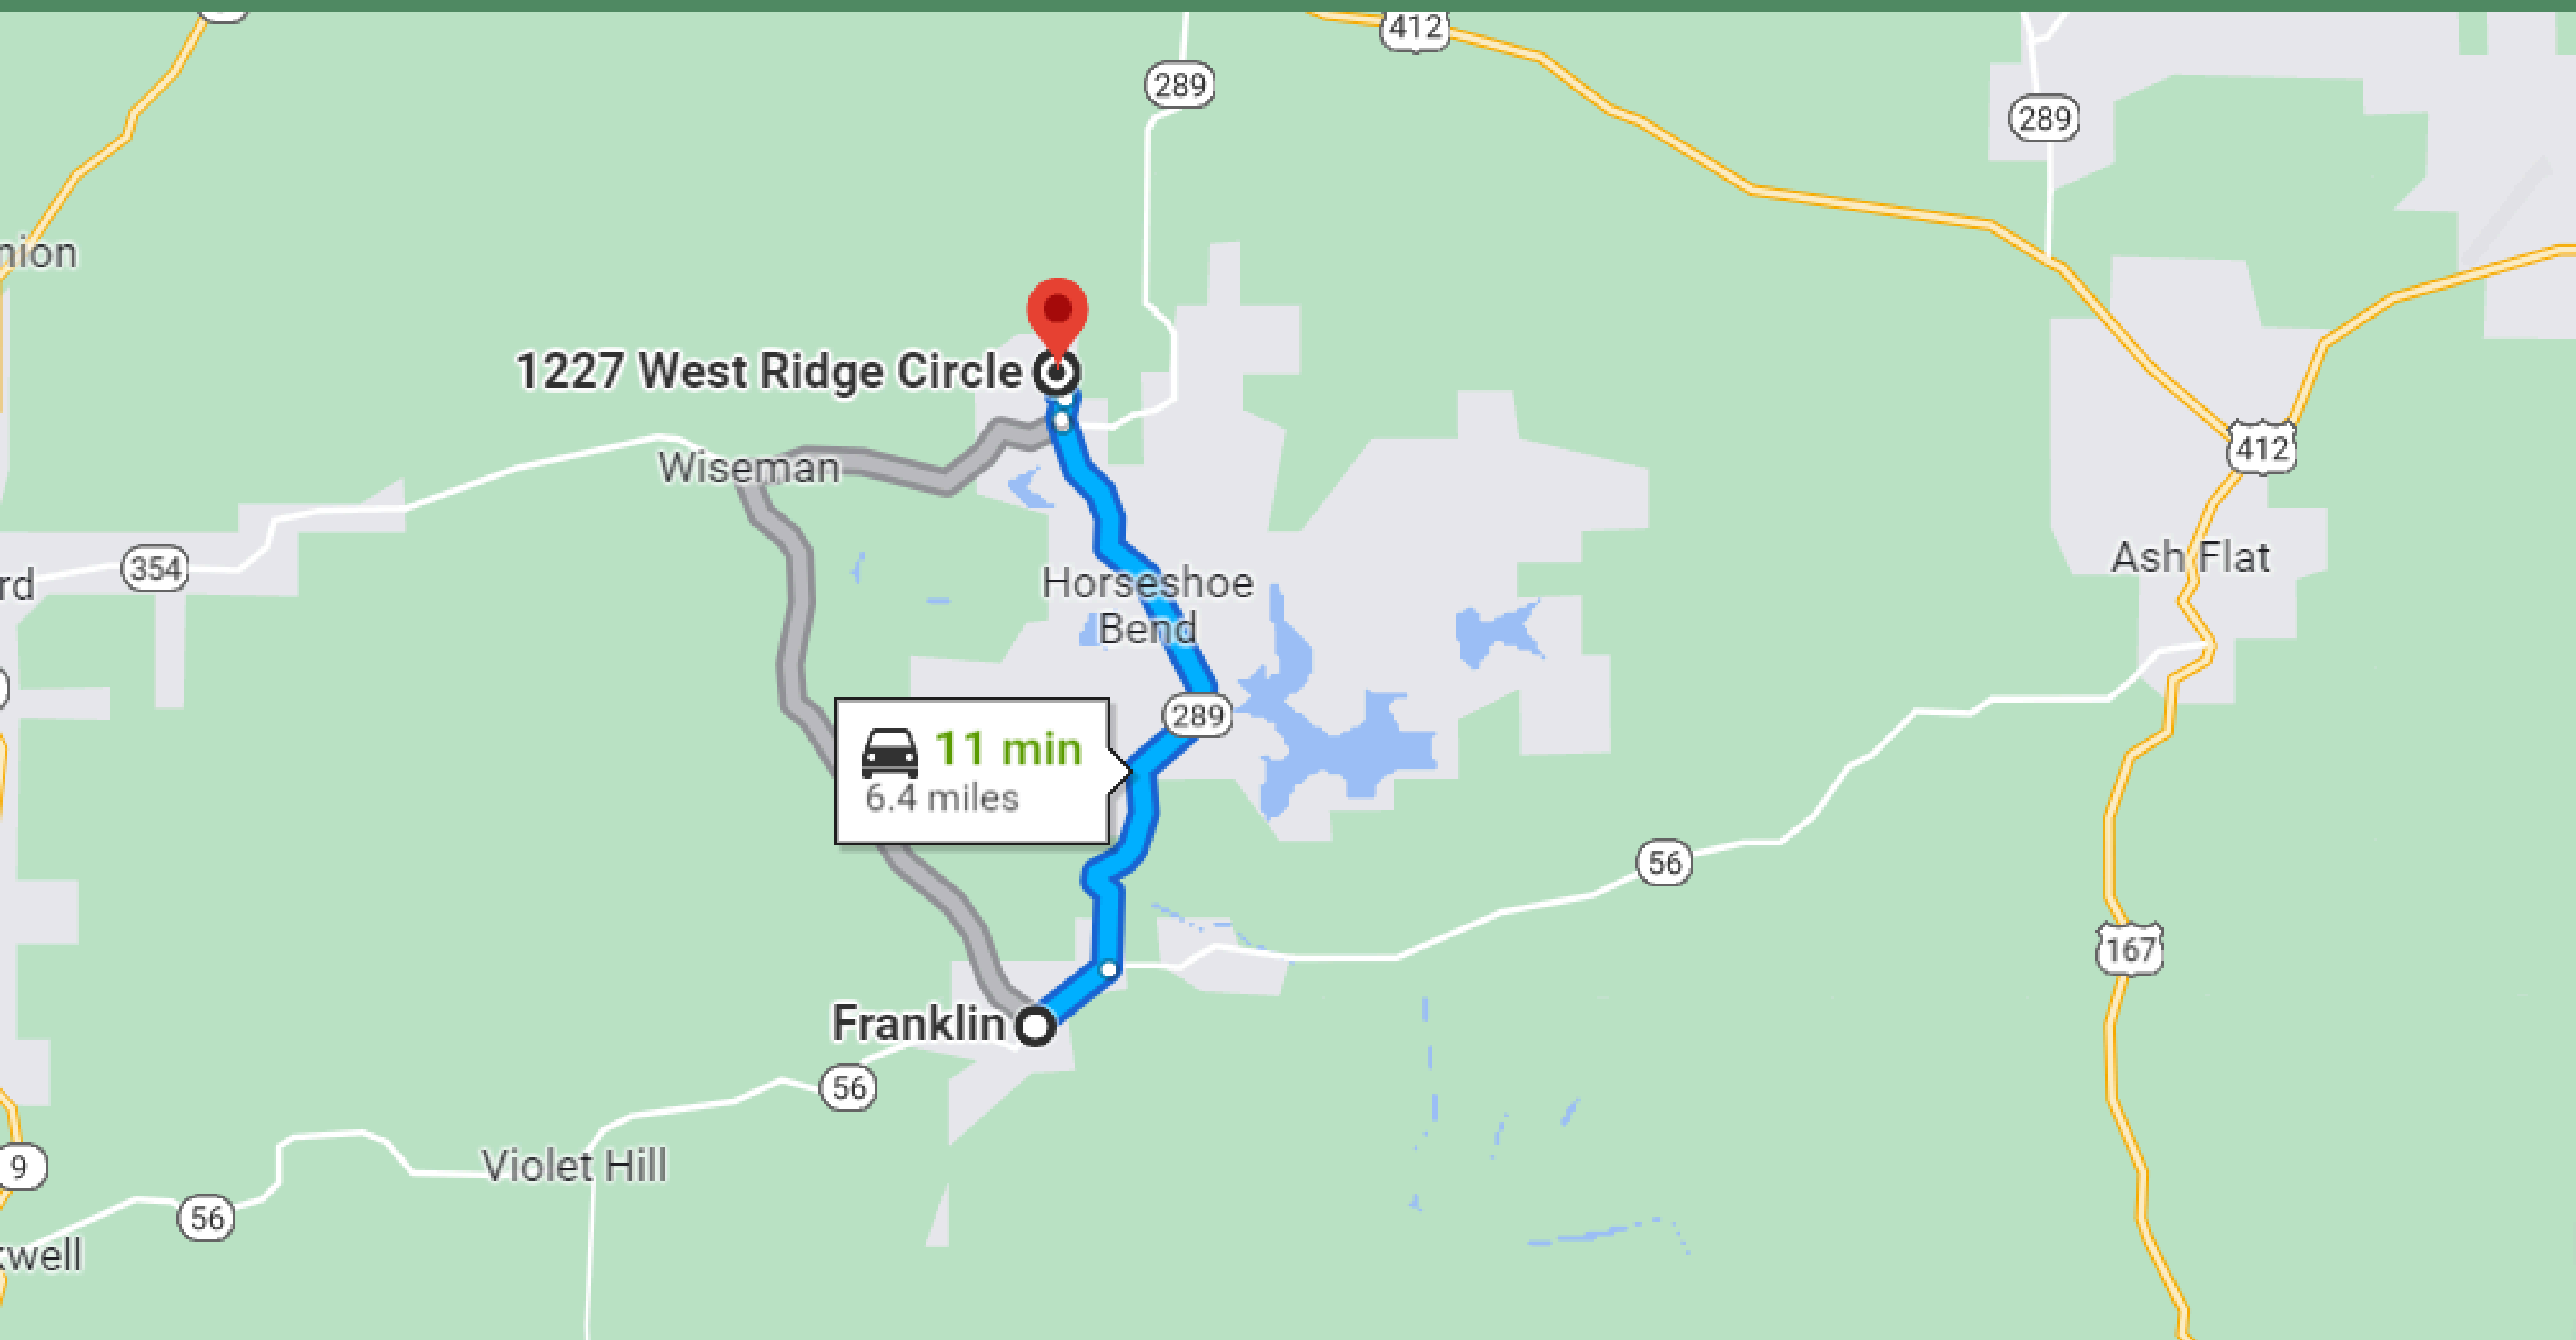 412
289
289
nion
1227 West Ridge Circle
412
Wiseman
Ash Flat
354
rd
Horseshoe
Bend
289
11 min
6.4 miles
56
167
Franklin
56
Violet Hill
9
56
kwell